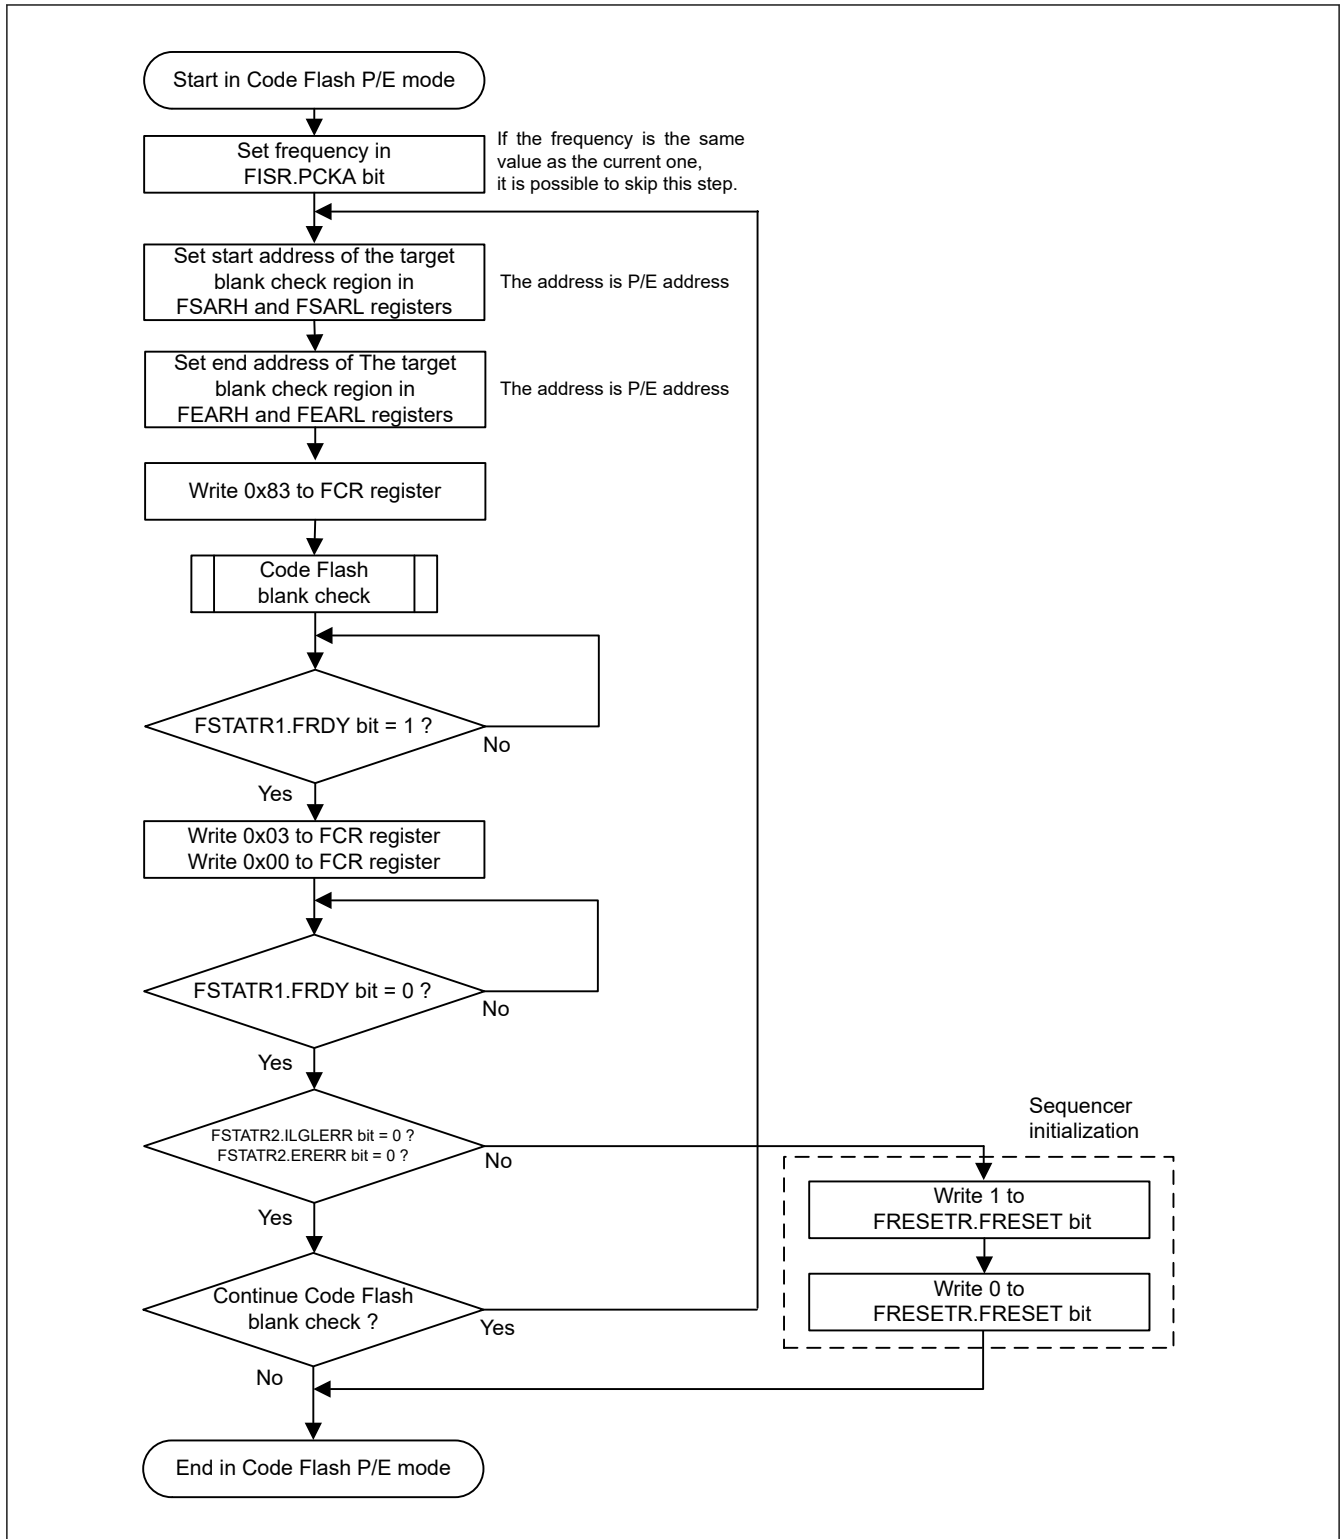 Start in Code Flash P/E mode
Set frequency in
FISR.PCKA bit
If the frequency is the same
value as the current one,
it is possible to skip this step.
Set start address of the target
blank check region in
FSARH and FSARL registers
The address is P/E address
Set end address of The target
blank check region in
FEARH and FEARL registers
The address is P/E address
Write 0x83 to FCR register
Code Flash
blank check
FSTATR1.FRDY bit = 1 ?
No
Yes
Write 0x03 to FCR register
Write 0x00 to FCR register
FSTATR1.FRDY bit = 0 ?
No
Yes
FSTATR2.ILGLERR bit = 0 ?
FSTATR2.ERERR bit = 0 ?
No
Yes
Sequencer
initialization
Write 1 to
FRESETR.FRESET bit
Write 0 to
FRESETR.FRESET bit
Continue Code Flash
blank check ?
Yes
No
End in Code Flash P/E mode